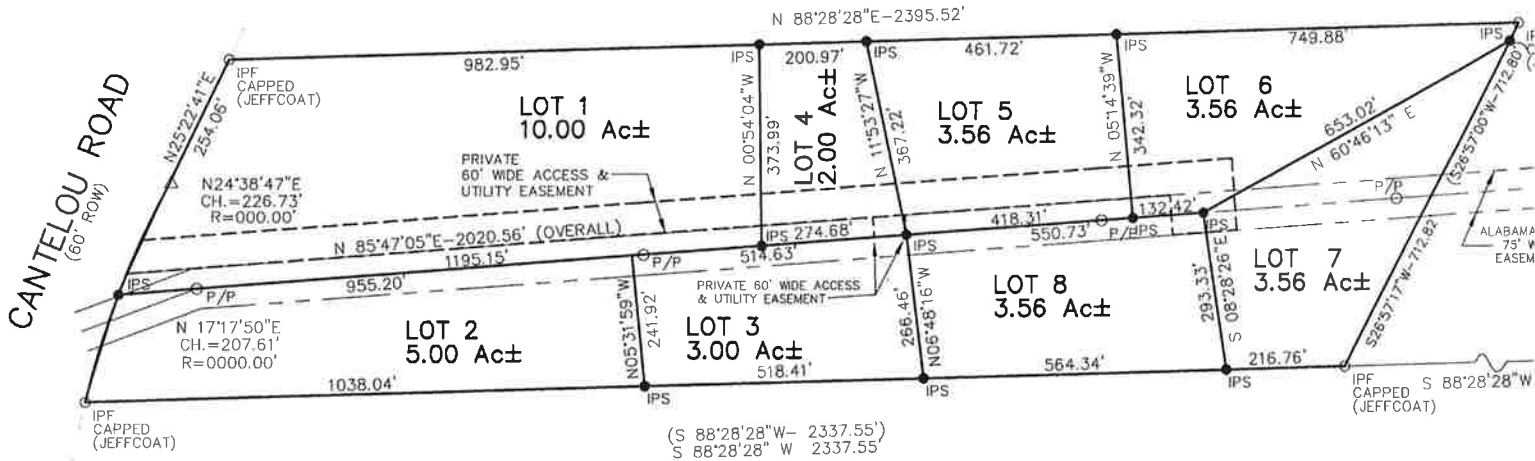 N 88°28'28"E-2395.52'
982.95'
IPS
200.97'
461.72'
IPS
749.88'
IPS
IPF
CAPPED
(JEFFCOAT)
N25°22'41"E
254.06'
CANTELOU ROAD
(60' ROW)
LOT 1
10.00 Ac±
N 00°54'04"W
373.99'
LOT 4
2.00 Ac±
N 11°53'27"W
367.22'
LOT 5
3.56 Ac±
N 05°14'39"W
342.32'
LOT 6
3.56 Ac±
653.02'
N 60°46'13" E
(S26°57'00"W-712.80')
S26°57'17"W-712.82'
N24°38'47"E
CH.=226.73'
R=000.00'
PRIVATE
60' WIDE ACCESS &
UTILITY EASEMENT
N 85°47'05"E-2020.56' (OVERALL)
IPS
1195.15'
955.20'
P/P
P/P
IPS
274.68'
514.63'
IPS
418.31'
550.73'
P/P
132.42'
IPS
P/P
ALABAMA
75' W
EASEM
N 17°17'50"E
CH.=207.61'
R=0000.00'
LOT 2
5.00 Ac±
N05°31'59"W
241.92'
LOT 3
3.00 Ac±
PRIVATE 60' WIDE ACCESS
& UTILITY EASEMENT
266.46'
N06°48'16"W
LOT 8
3.56 Ac±
293.33'
S 08°28'26"E
LOT 7
3.56 Ac±
1038.04'
IPS
518.41'
IPS
564.34'
IPS
216.76'
IPF
CAPPED
(JEFFCOAT)
IPF
CAPPED
(JEFFCOAT)
S 88°28'28"W
(S 88°28'28"W- 2337.55')
S 88°28'28" W 2337.55'